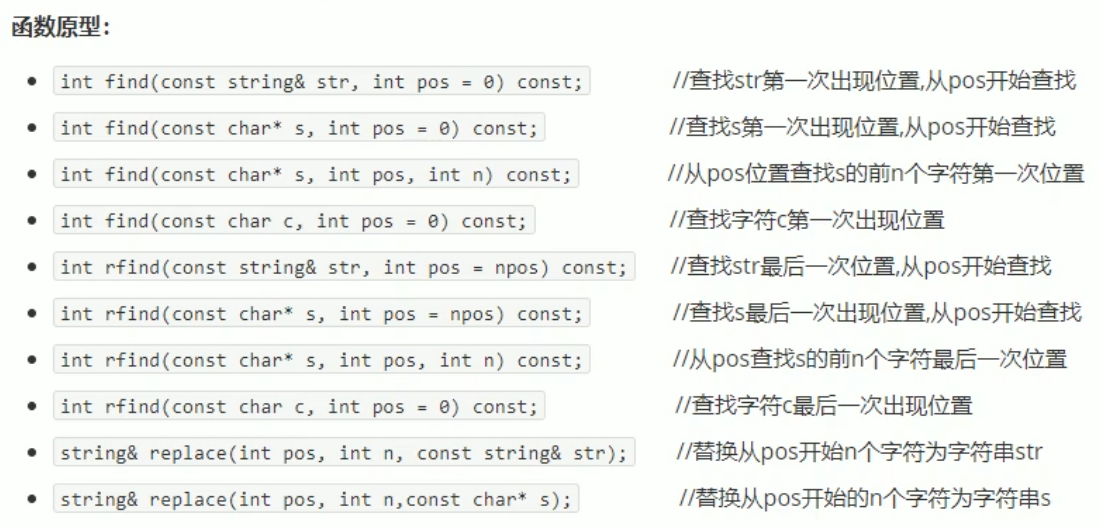 函数原型：
int find(const string& str, int pos = 0) const; //查找str第一次出现位置,从pos开始查找
int find(const char* s, int pos = 0) const; //查找s第一次出现位置,从pos开始查找
int find(const char* s, int pos, int n) const; //从pos位置查找s的前n个字符第一次位置
int find(const char c, int pos = 0) const; //查找字符c第一次出现位置
int rfind(const string& str, int pos = npos) const; //查找str最后一次位置,从pos开始查找
int rfind(const char* s, int pos = npos) const; //查找s最后一次出现位置,从pos开始查找
int rfind(const char* s, int pos, int n) const; //从pos查找s的前n个字符最后一次位置
int rfind(const char c, int pos = 0) const; //查找字符c最后一次出现位置
string& replace(int pos, int n, const string& str); //替换从pos开始n个字符为字符串str
string& replace(int pos, int n,const char* s); //替换从pos开始的n个字符为字符串s